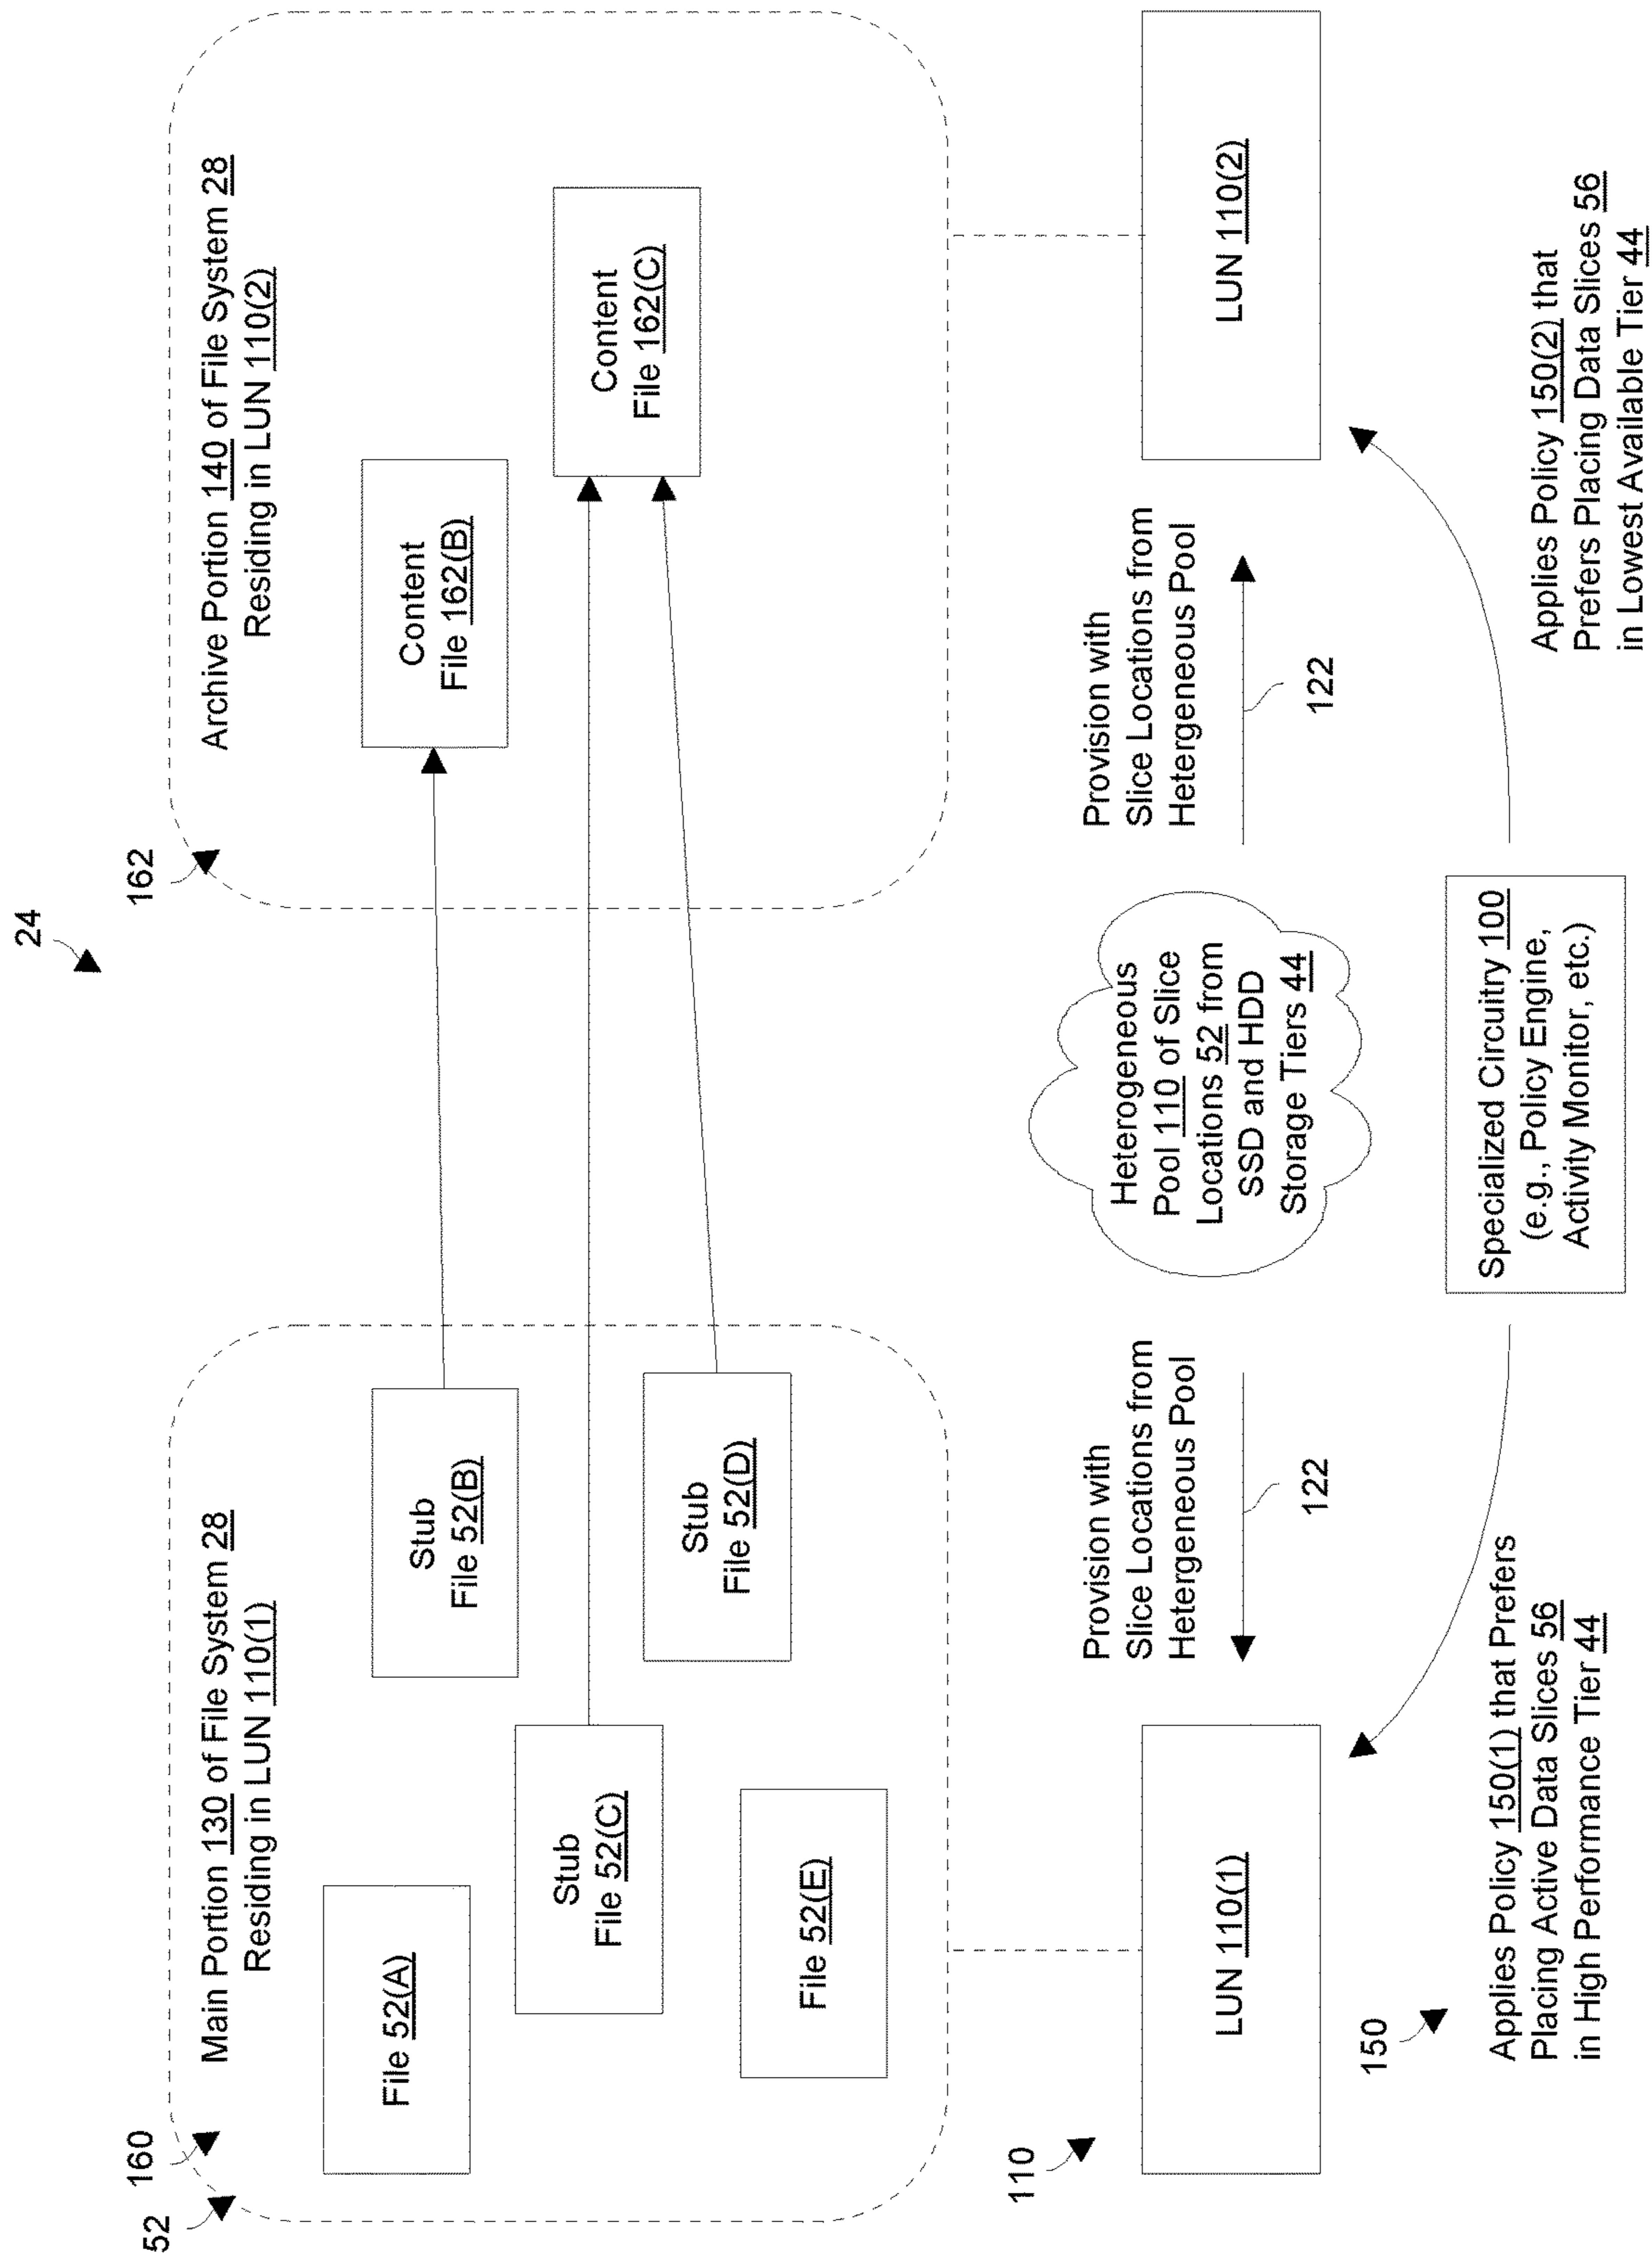 24
52
160
Main Portion 130 of File System 28
Residing in LUN 110(1)
File 52(A)
Stub
File 52(B)
Stub
File 52(C)
Stub
File 52(D)
File 52(E)
162
Archive Portion 140 of File System 28
Residing in LUN 110(2)
Content
File 162(B)
Content
File 162(C)
110
LUN 110(1)
Provision with
Slice Locations from
Hetergeneous Pool
122
Heterogeneous
Pool 110 of Slice
Locations 52 from
SSD and HDD
Storage Tiers 44
Provision with
Slice Locations from
Hetergeneous Pool
122
LUN 110(2)
150
Applies Policy 150(1) that Prefers
Placing Active Data Slices 56
in High Performance Tier 44
Specialized Circuitry 100
(e.g., Policy Engine,
Activity Monitor, etc.)
Applies Policy 150(2) that
Prefers Placing Data Slices 56
in Lowest Available Tier 44